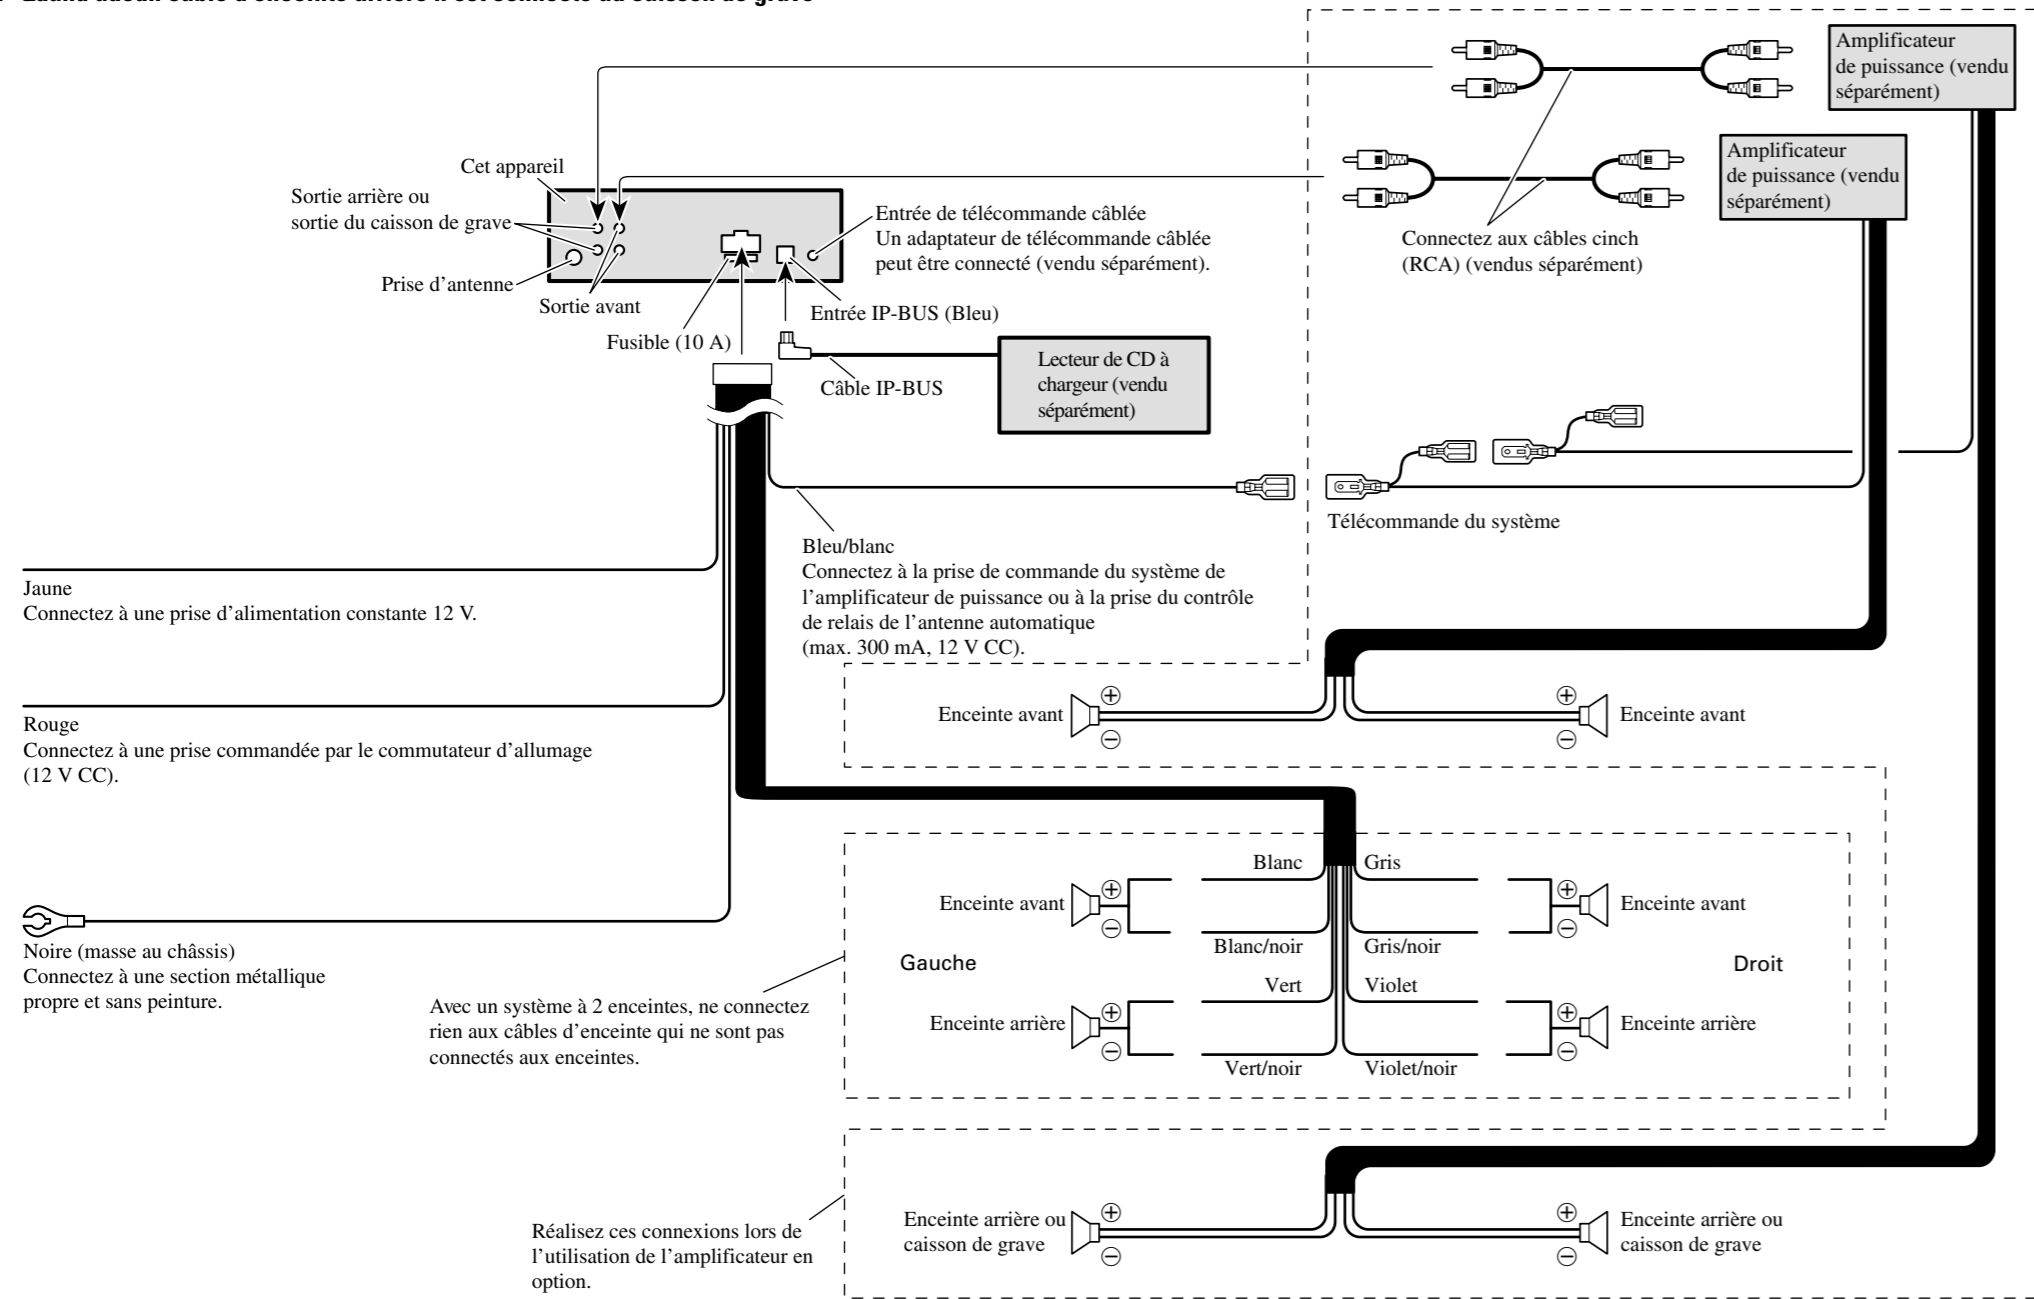 Amplificateur
de puissance (vendu
séparément)
Amplificateur
de puissance (vendu
séparément)
Cet appareil
Sortie arrière ou
sortie du caisson de grave
Entrée de télécommande câblée
Un adaptateur de télécommande câblée
peut être connecté (vendu séparément).
Connectez aux câbles cinch
(RCA) (vendus séparément)
Prise d'antenne
Sortie avant
Entrée IP-BUS (Bleu)
Fusible (10 A)
Lecteur de CD à
chargeur (vendu
séparément)
Câble IP-BUS
Télécommande du système
Bleu/blanc
Connectez à la prise de commande du système de
l'amplificateur de puissance ou à la prise du contrôle
de relais de l'antenne automatique
(max. 300 mA, 12 V CC).
Jaune
Connectez à une prise d'alimentation constante 12 V.
Enceinte avant
⊕
⊖
⊕
⊖
Enceinte avant
Rouge
Connectez à une prise commandée par le commutateur d'allumage
(12 V CC).
Blanc
Gris
Enceinte avant
⊕
⊖
⊕
⊖
Enceinte avant
Blanc/noir
Gris/noir
Gauche
Droit
Vert
Violet
Enceinte arrière
⊕
⊖
⊕
⊖
Enceinte arrière
Vert/noir
Violet/noir
Noire (masse au châssis)
Connectez à une section métallique
propre et sans peinture.
Avec un système à 2 enceintes, ne connectez
rien aux câbles d'enceinte qui ne sont pas
connectés aux enceintes.
Enceinte arrière ou
caisson de grave
⊕
⊖
⊕
⊖
Enceinte arrière ou
caisson de grave
Réalisez ces connexions lors de
l'utilisation de l'amplificateur en
option.